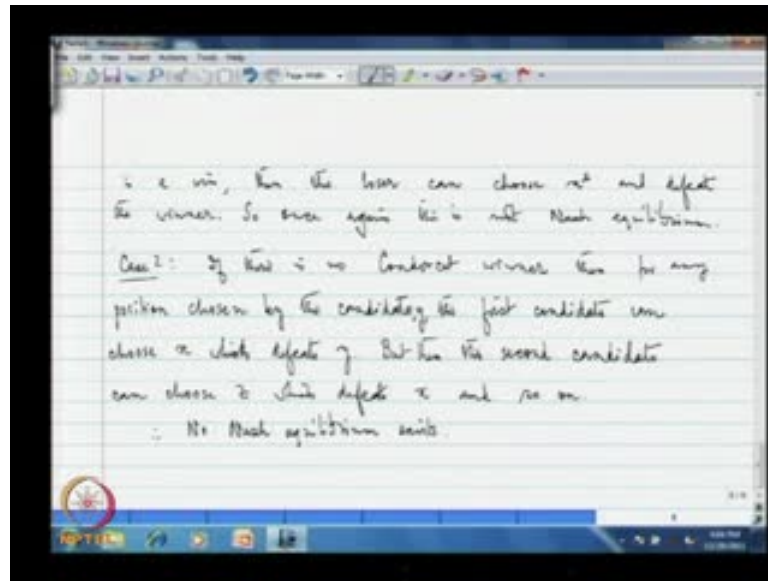 is a win, then the loser can choose x* and defeat
the winner. So once again this is not Nash equilibrium.
Case 2: If there is no Condorcet winner then for any
position chosen by the candidate, y the first candidate can
choose x which defeats y But then the second candidate
can choose z which defeats x and so on.
∴ No Nash equilibrium exists.
NPTEL